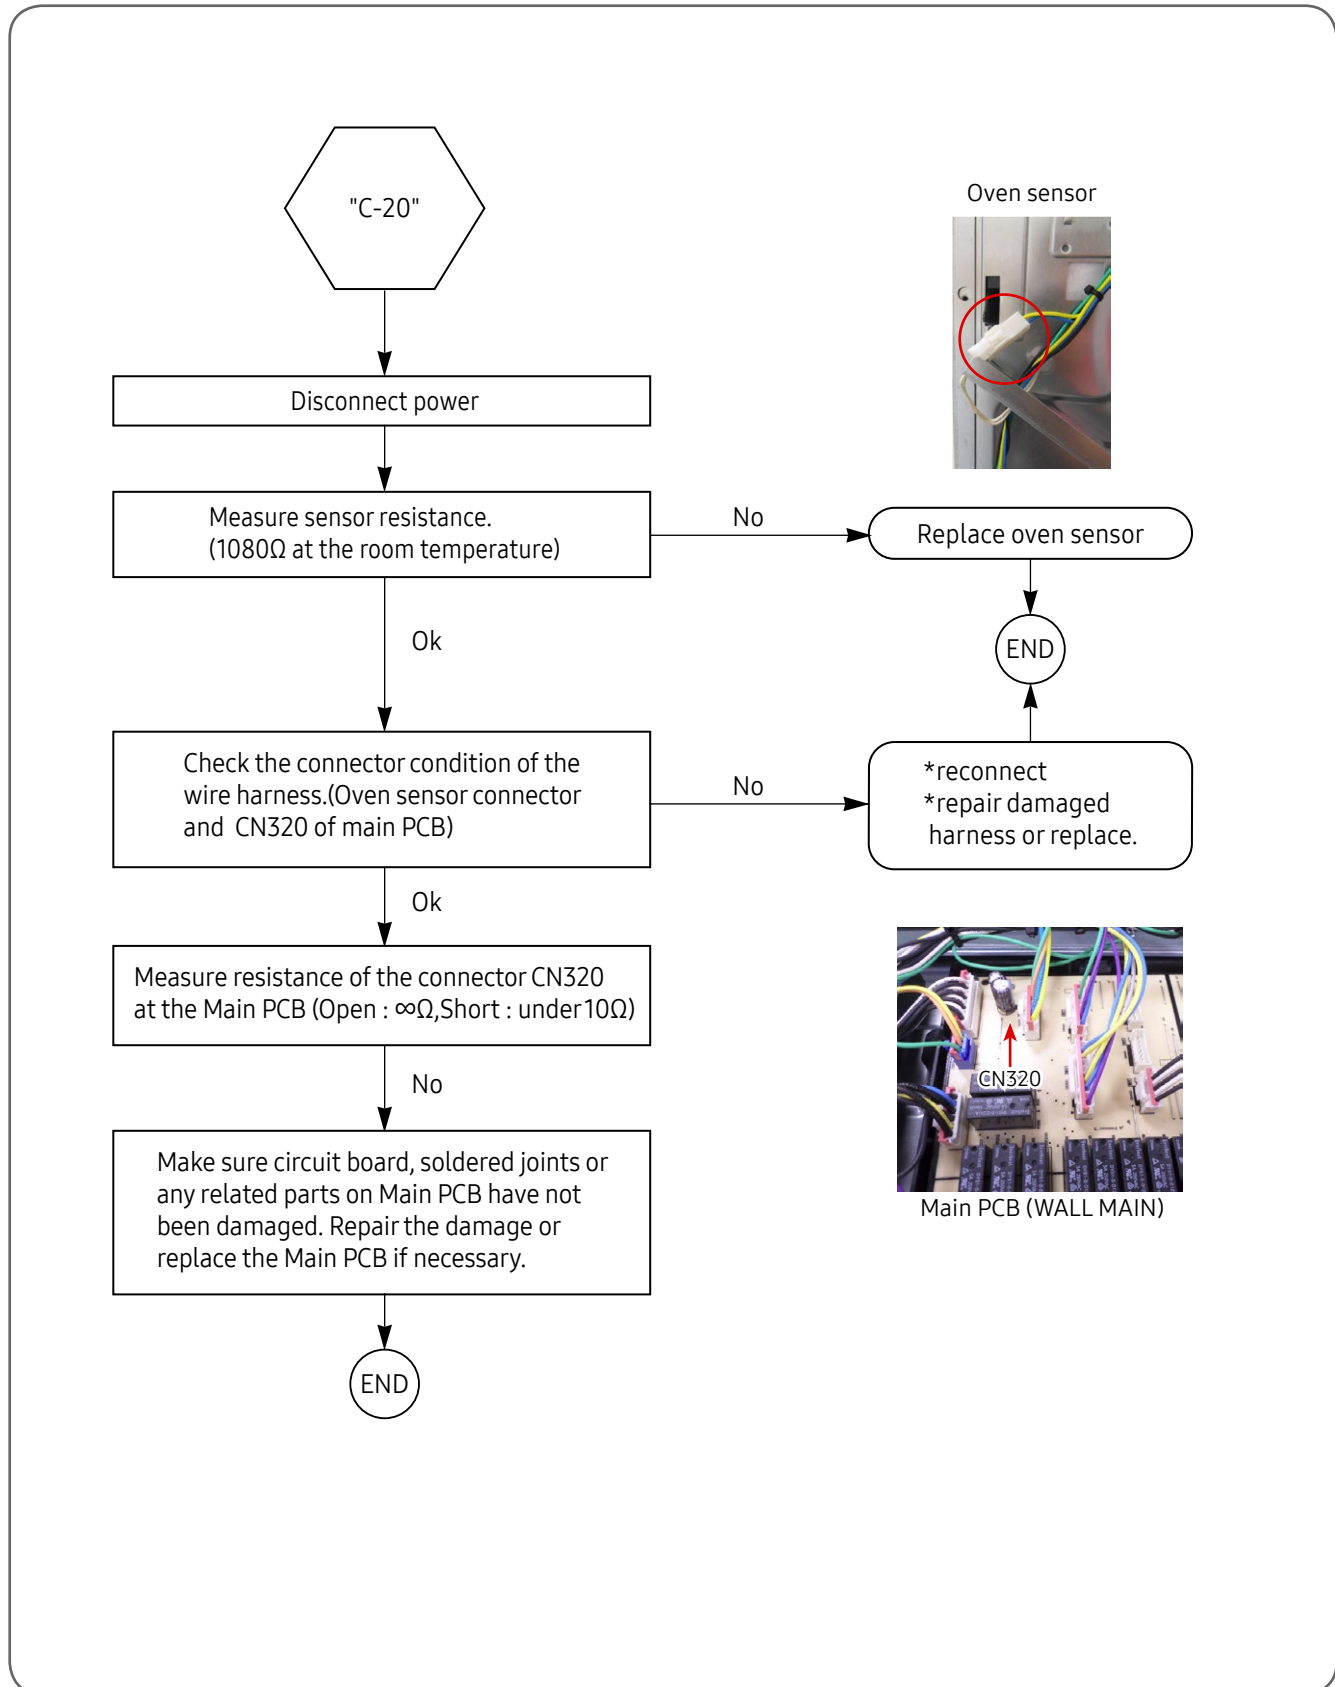 "C-20"
Oven sensor
Disconnect power
Measure sensor resistance.
(1080Ω at the room temperature)
No
Replace oven sensor
END
Ok
Check the connector condition of the
wire harness.(Oven sensor connector
and CN320 of main PCB)
No
*reconnect
*repair damaged
harness or replace.
Ok
Measure resistance of the connector CN320
at the Main PCB (Open : ∞Ω,Short : under10Ω)
CN320
No
Make sure circuit board, soldered joints or
any related parts on Main PCB have not
been damaged. Repair the damage or
replace the Main PCB if necessary.
Main PCB (WALL MAIN)
END